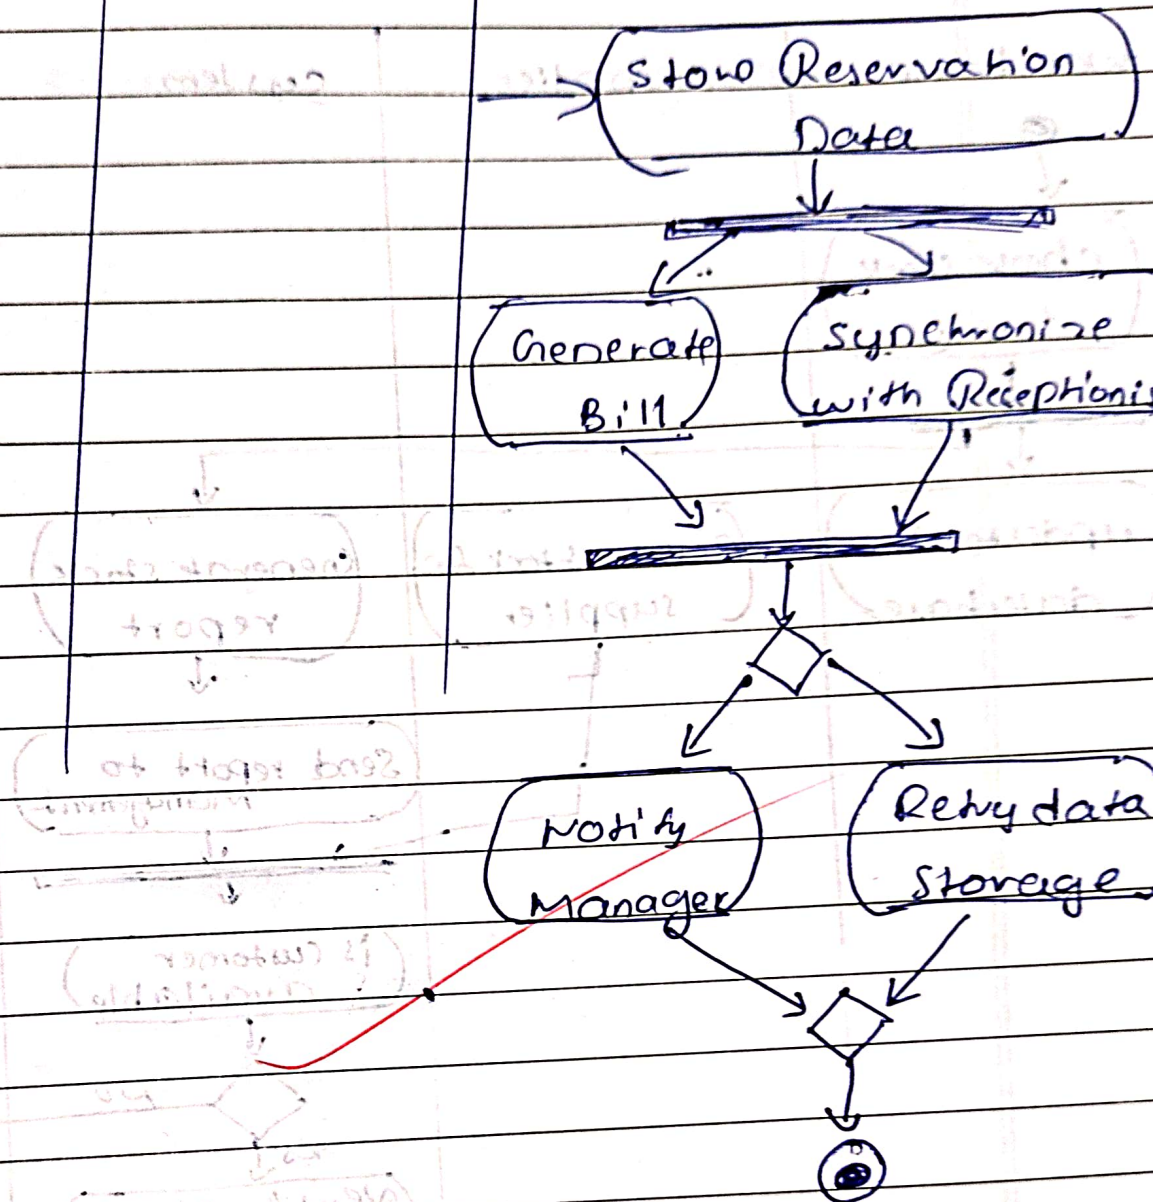 Store Reservation
Data
Generate
Bill
Synchronize
with Receptionis
Notify
Manager
Retry data
Storage